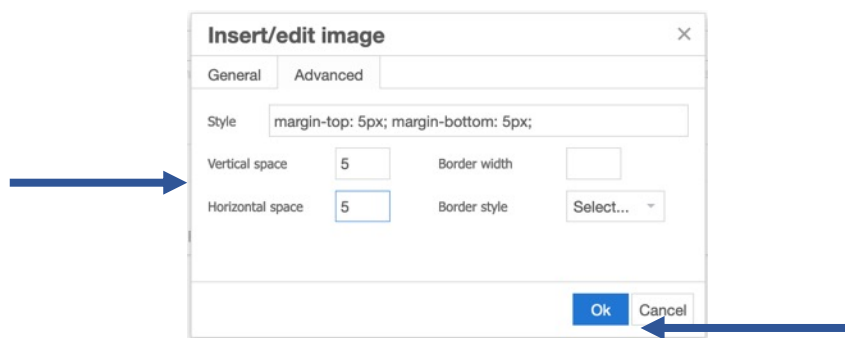 Insert/edit image ×
General Advanced
Style margin-top: 5px; margin-bottom: 5px;
Vertical space 5 Border width
Horizontal space 5 Border style Select...
Ok Cancel